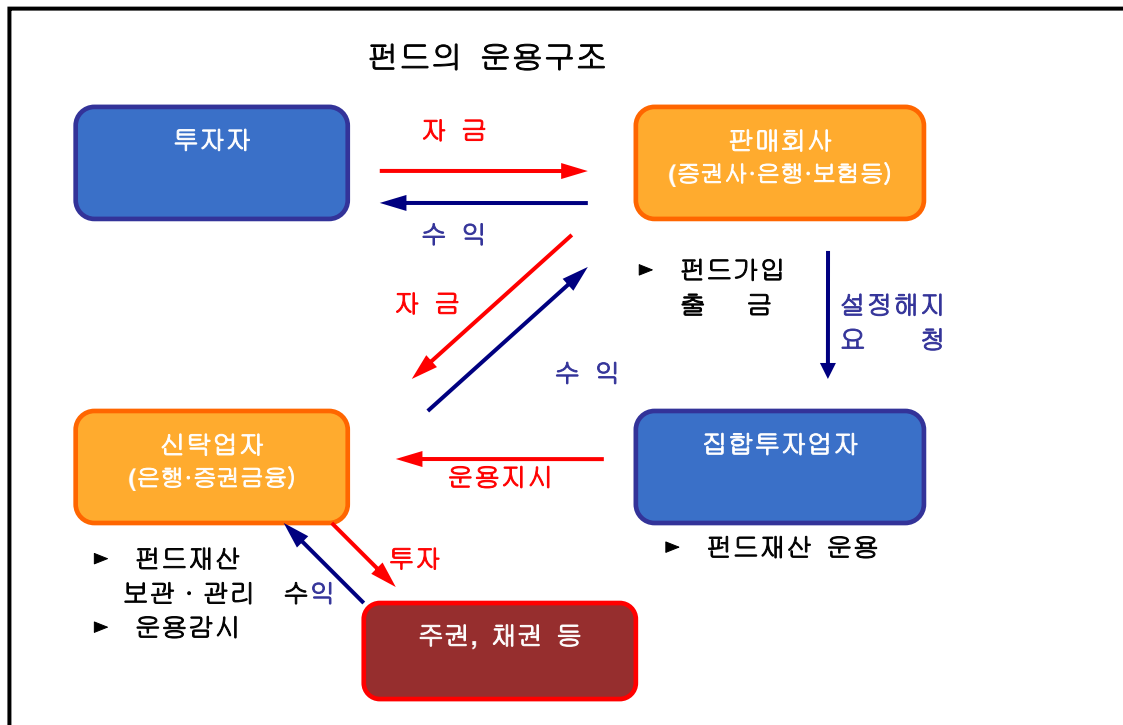 펀드의 운용구조
투자자
자 금
판매회사
(증권사·은행·보험등)
수 익
► 펀드가입
출 금
설정해지
요 청
자 금
수 익
신탁업자
(은행·증권금융)
집합투자업자
운용지시
► 펀드재산
보관·관리
► 운용감시
수익
투자
► 펀드재산 운용
주권, 채권 등